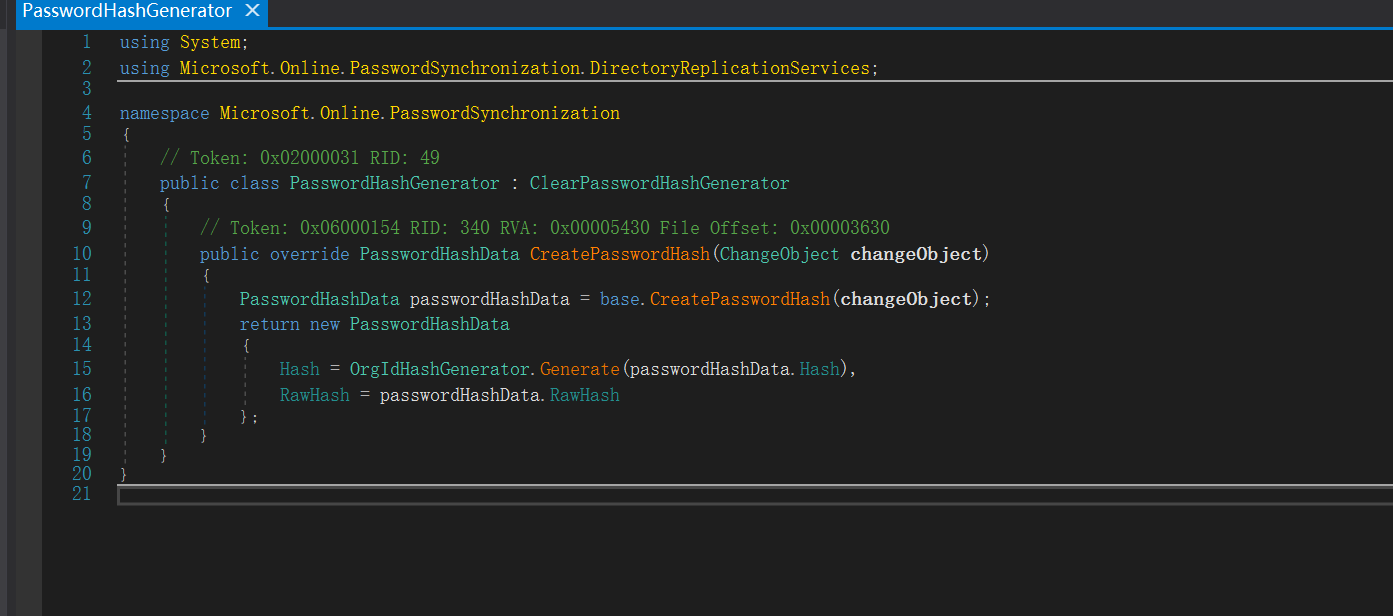 PasswordHashGenerator ✕
1 using System;
2 using Microsoft.Online.PasswordSynchronization.DirectoryReplicationServices;
3
4 namespace Microsoft.Online.PasswordSynchronization
5 {
6 // Token: 0x02000031 RID: 49
7 public class PasswordHashGenerator : ClearPasswordHashGenerator
8 {
9 // Token: 0x06000154 RID: 340 RVA: 0x00005430 File Offset: 0x00003630
10 public override PasswordHashData CreatePasswordHash(ChangeObject changeObject)
11 {
12 PasswordHashData passwordHashData = base.CreatePasswordHash(changeObject);
13 return new PasswordHashData
14 {
15 Hash = OrgIdHashGenerator.Generate(passwordHashData.Hash),
16 RawHash = passwordHashData.RawHash
17 };
18 }
19 }
20 }
21